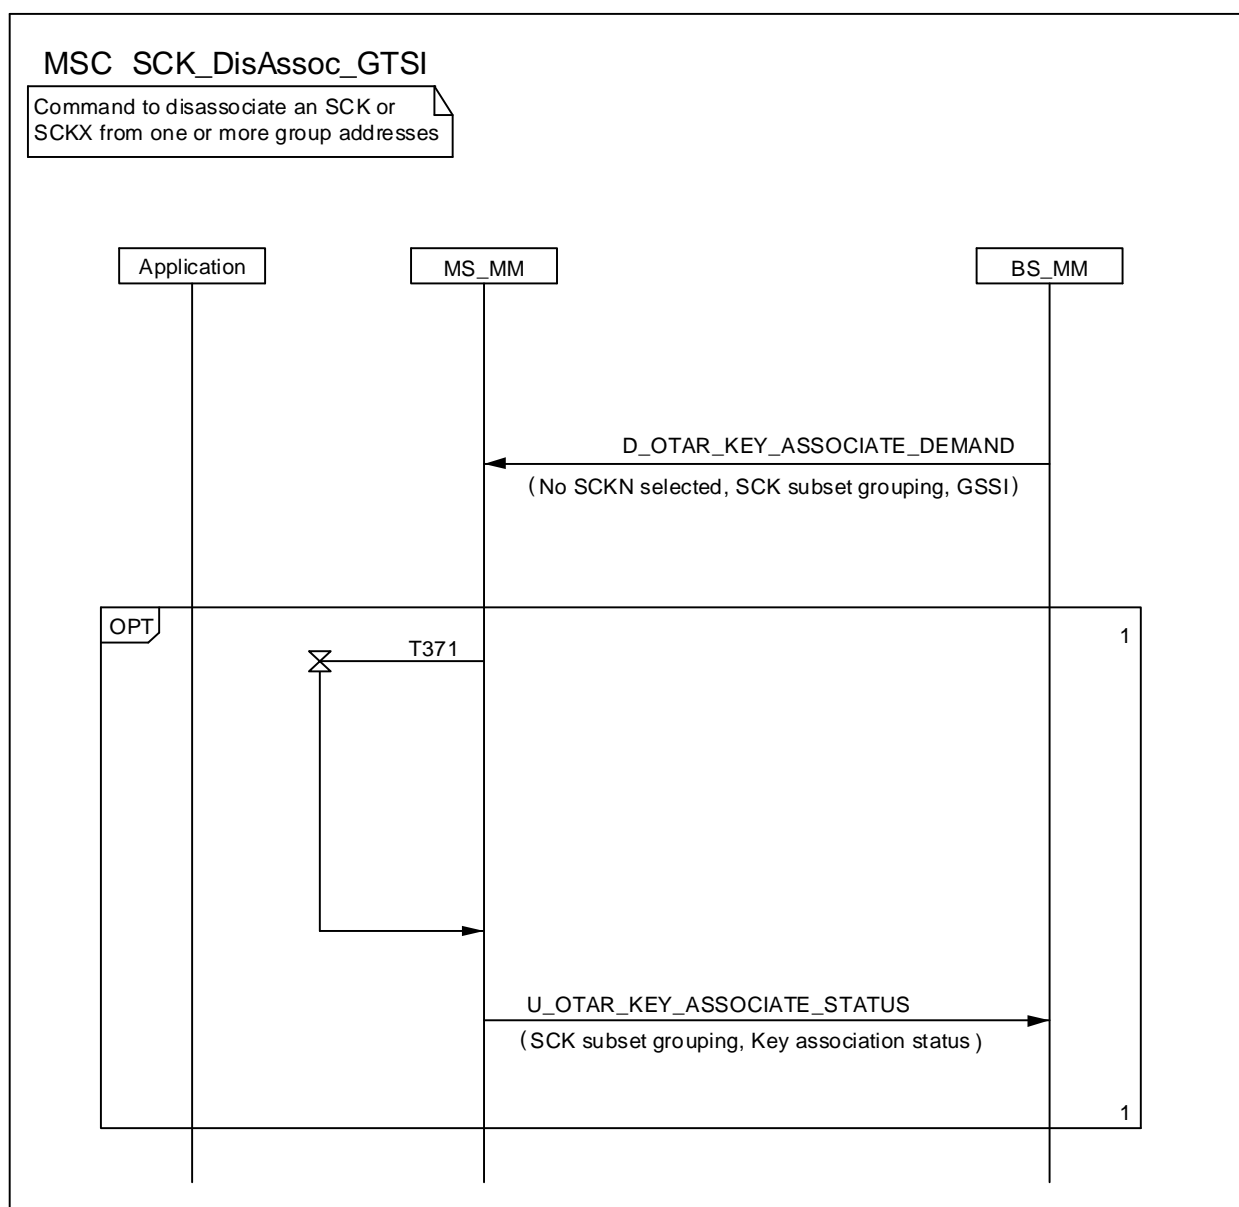 MSC SCK_DisAssoc_GTSI
Command to disassociate an SCK or
SCKX from one or more group addresses
Application
MS_MM
BS_MM
D_OTAR_KEY_ASSOCIATE_DEMAND
(No SCKN selected, SCK subset grouping, GSSI)
OPT
1
T371
U_OTAR_KEY_ASSOCIATE_STATUS
(SCK subset grouping, Key association status)
1